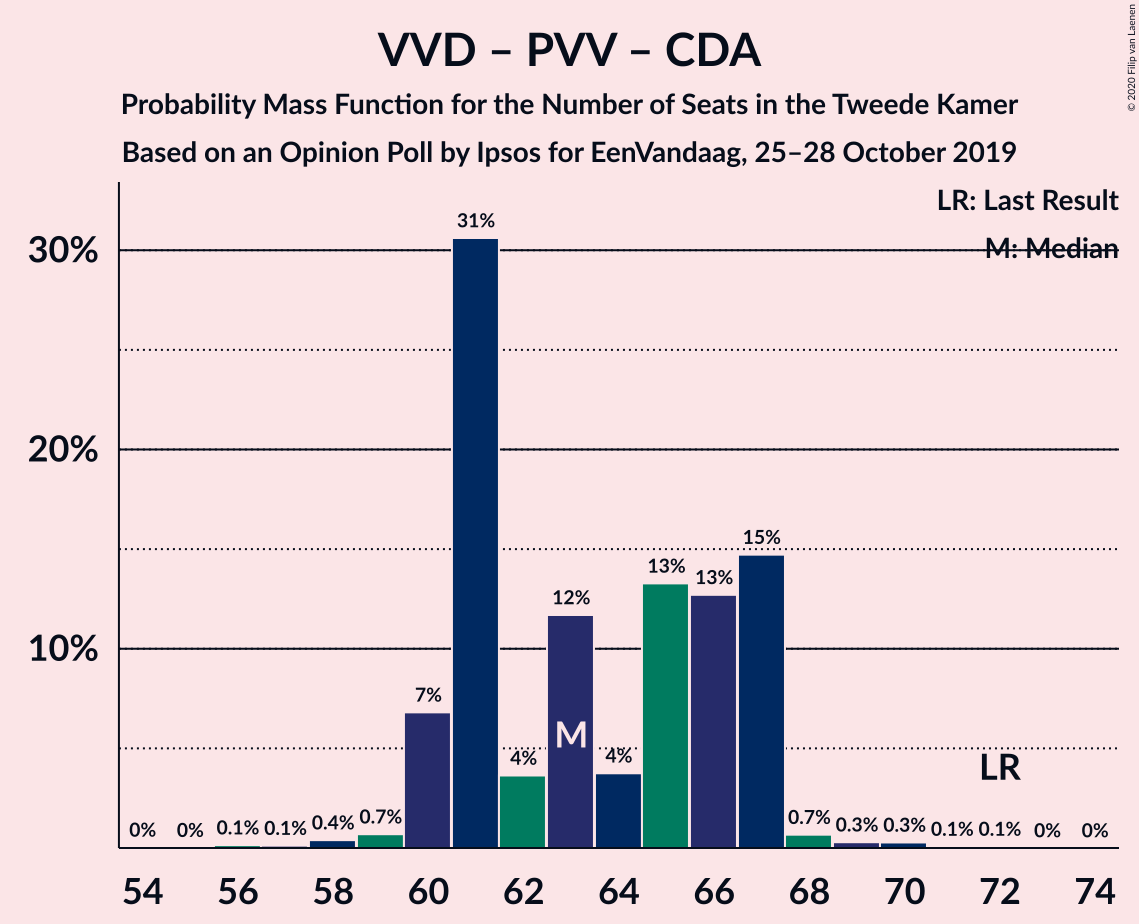 VVD – PVV – CDA
Probability Mass Function for the Number of Seats in the Tweede Kamer
Based on an Opinion Poll by Ipsos for EenVandaag, 25–28 October 2019
© 2020 Filip van Laenen
LR: Last Result
M: Median
30%
20%
10%
0% 0% 0.1% 0.1% 0.4% 0.7% 7% 31% 4% 12% 4% 13% 13% 15% 0.7% 0.3% 0.3% 0.1% 0.1% 0% 0%
M
LR
54 56 58 60 62 64 66 68 70 72 74